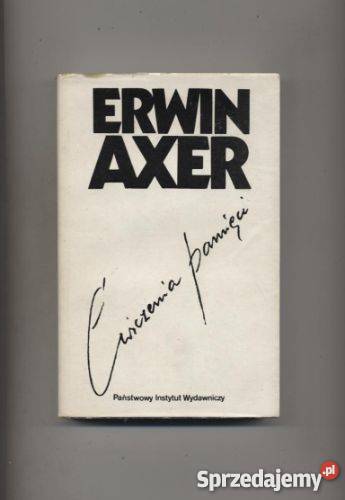 ERWIN
AXER
Ćwiczenia pamięci
Państwowy Instytut Wydawniczy
Sprzedajemy.pl